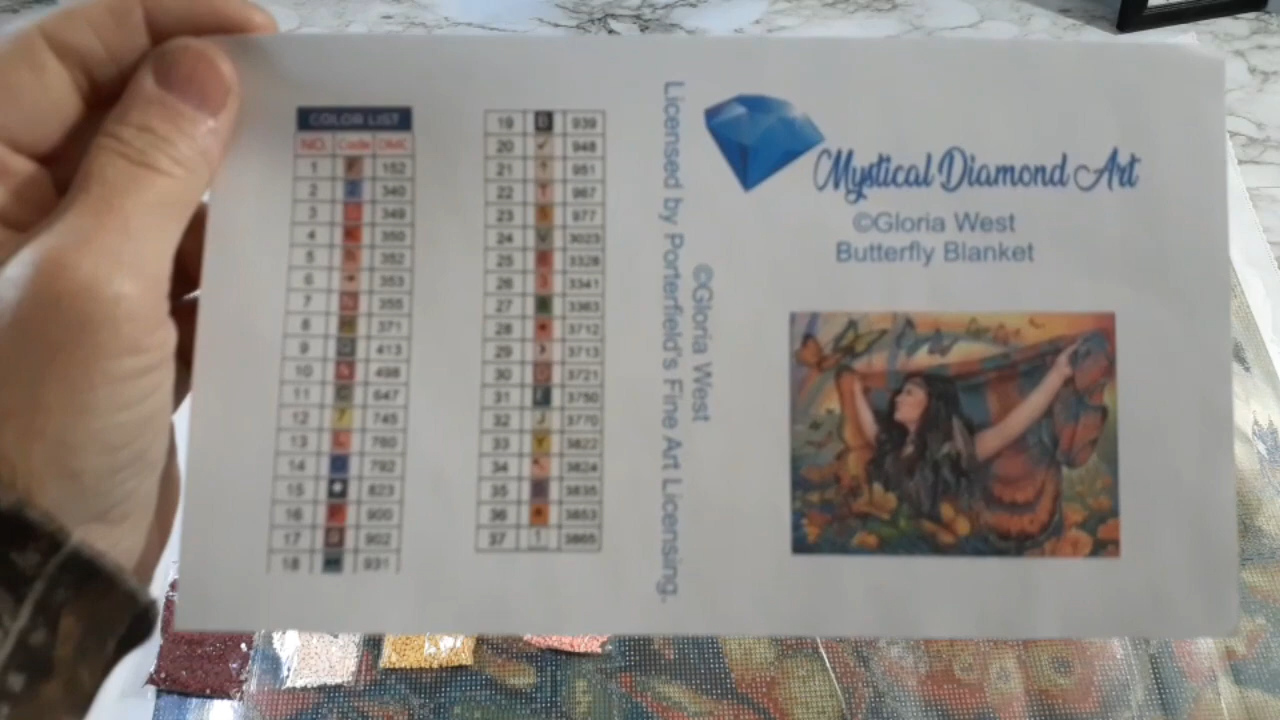 COLOR LIST
NO. Code DMC
1 F 152
2 Z 340
3 349
4 K 350
5 352
6 353
7 N 355
8 371
9 413
10 498
11 647
12 7 745
13 760
14 792
15 823
16 900
17 902
18 931
19 B 939
20 ✓ 948
21 ↑ 951
22 T 967
23 977
24 3023
25 3328
26 3341
27 3363
28 3712
29 3713
30 3721
31 3750
32 J 3770
33 Y 3822
34 3824
35 3835
36 3853
37 1 3865
Licensed by Porterfield's Fine Art Licensing.
©Gloria West
Mystical Diamond Art
©Gloria West
Butterfly Blanket